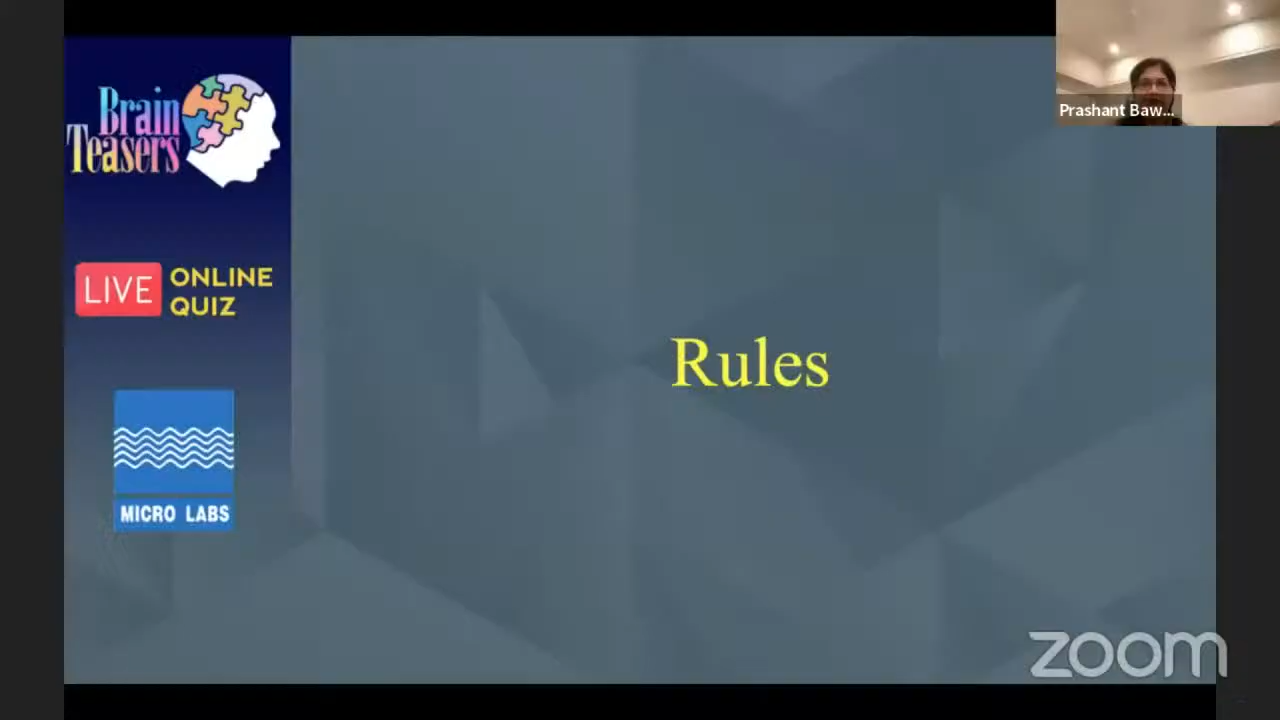 Brain
Teasers
LIVE
ONLINE
QUIZ
MICRO LABS
Rules
Prashant Baw...
zoom